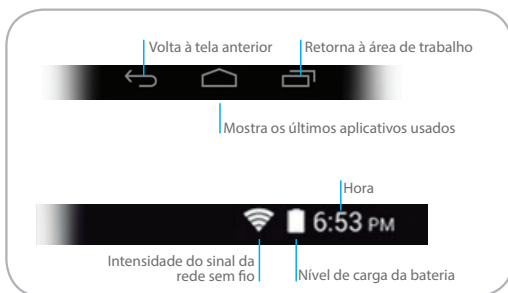 Volta à tela anterior
Retorna à área de trabalho
Mostra os últimos aplicativos usados
Hora
6:53 PM
Intensidade do sinal da
rede sem fio
Nível de carga da bateria